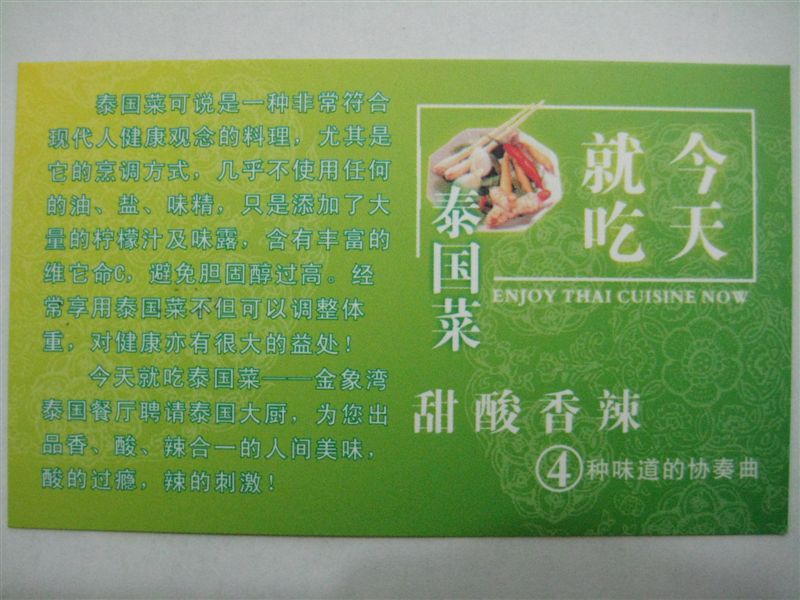 泰国菜可说是一种非常符合
现代人健康观念的料理，尤其是
它的烹调方式，几乎不使用任何
的油、盐、味精，只是添加了大
量的柠檬汁及味露，含有丰富的
维它命C，避免胆固醇过高。经
常享用泰国菜不但可以调整体
重，对健康亦有很大的益处！
今天就吃泰国菜——金象湾
泰国餐厅聘请泰国大厨，为您出
品香、酸、辣合一的人间美味，
酸的过瘾，辣的刺激！
今天
就吃
泰国菜
ENJOY THAI CUISINE NOW
甜酸香辣
④种味道的协奏曲